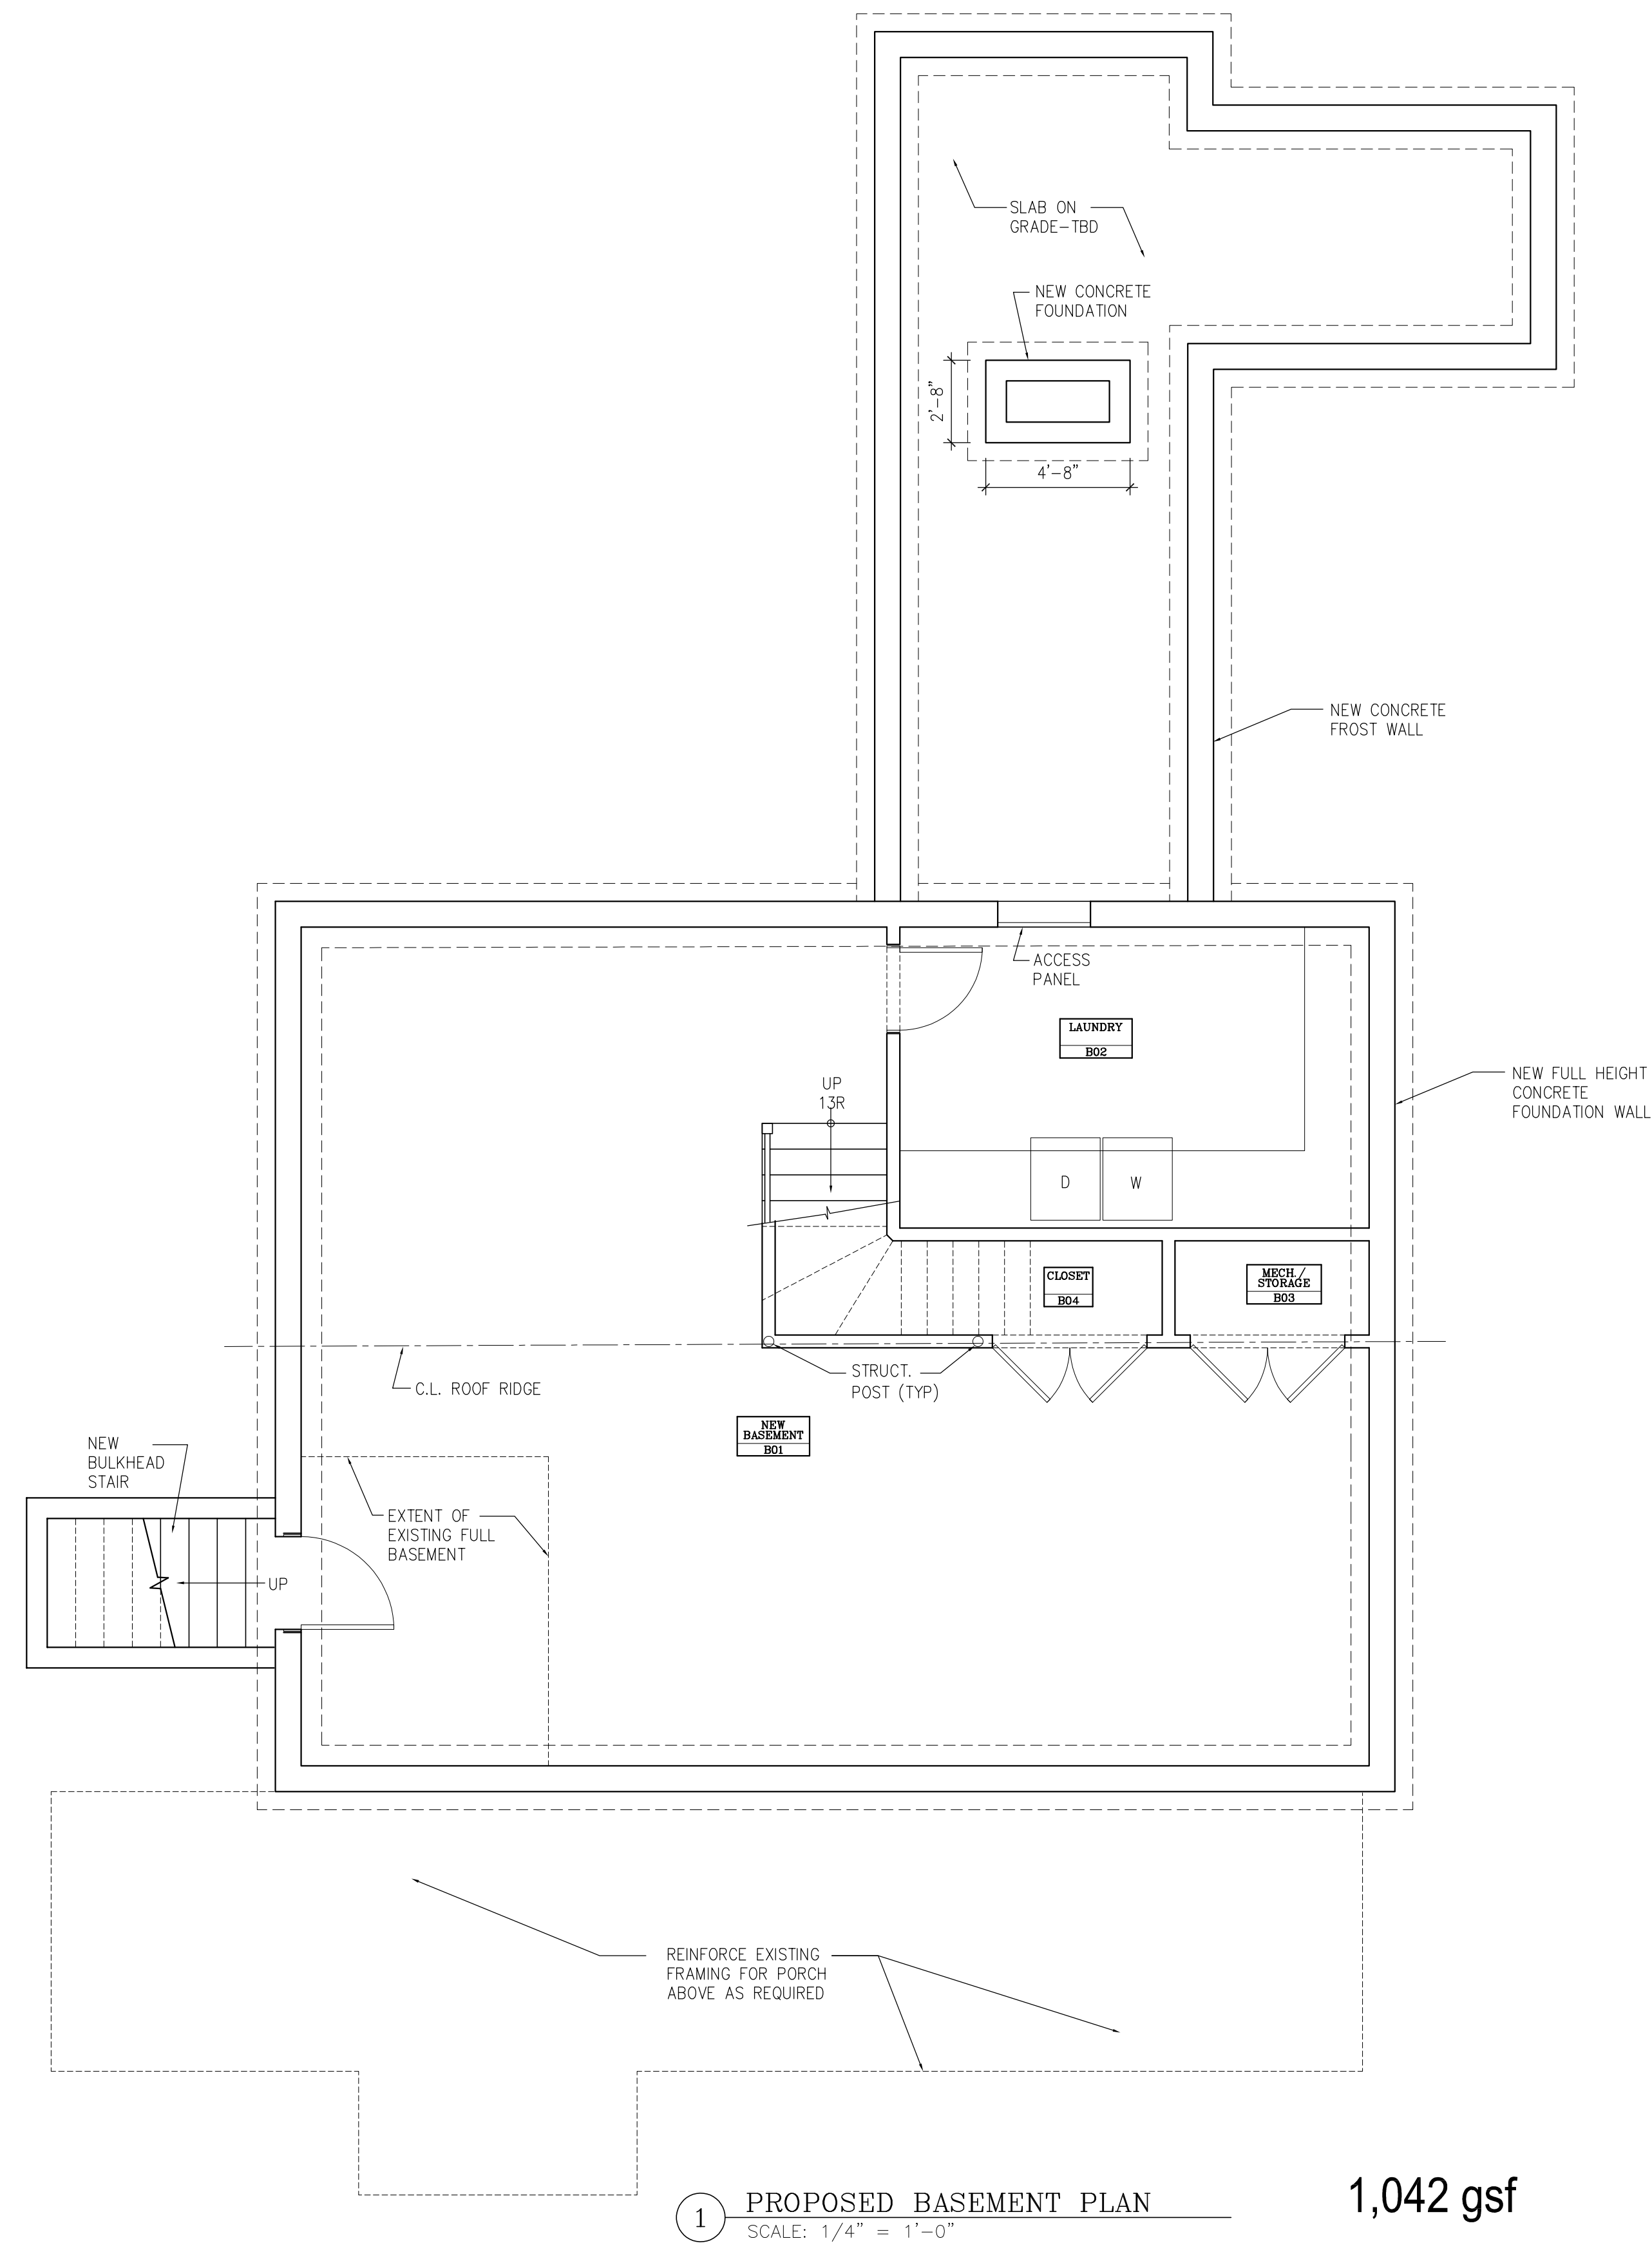 SLAB ON
GRADE-TBD
NEW CONCRETE
FOUNDATION
2'-8"
4'-8"
NEW CONCRETE
FROST WALL
ACCESS
PANEL
LAUNDRY
B02
NEW FULL HEIGHT
CONCRETE
FOUNDATION WALL
UP
13R
D
W
CLOSET
B04
MECH./
STORAGE
B03
STRUCT.
POST (TYP)
C.L. ROOF RIDGE
NEW
BASEMENT
B01
NEW
BULKHEAD
STAIR
EXTENT OF
EXISTING FULL
BASEMENT
UP
REINFORCE EXISTING
FRAMING FOR PORCH
ABOVE AS REQUIRED
1
PROPOSED BASEMENT PLAN
SCALE: 1/4" = 1'-0"
1,042 gsf